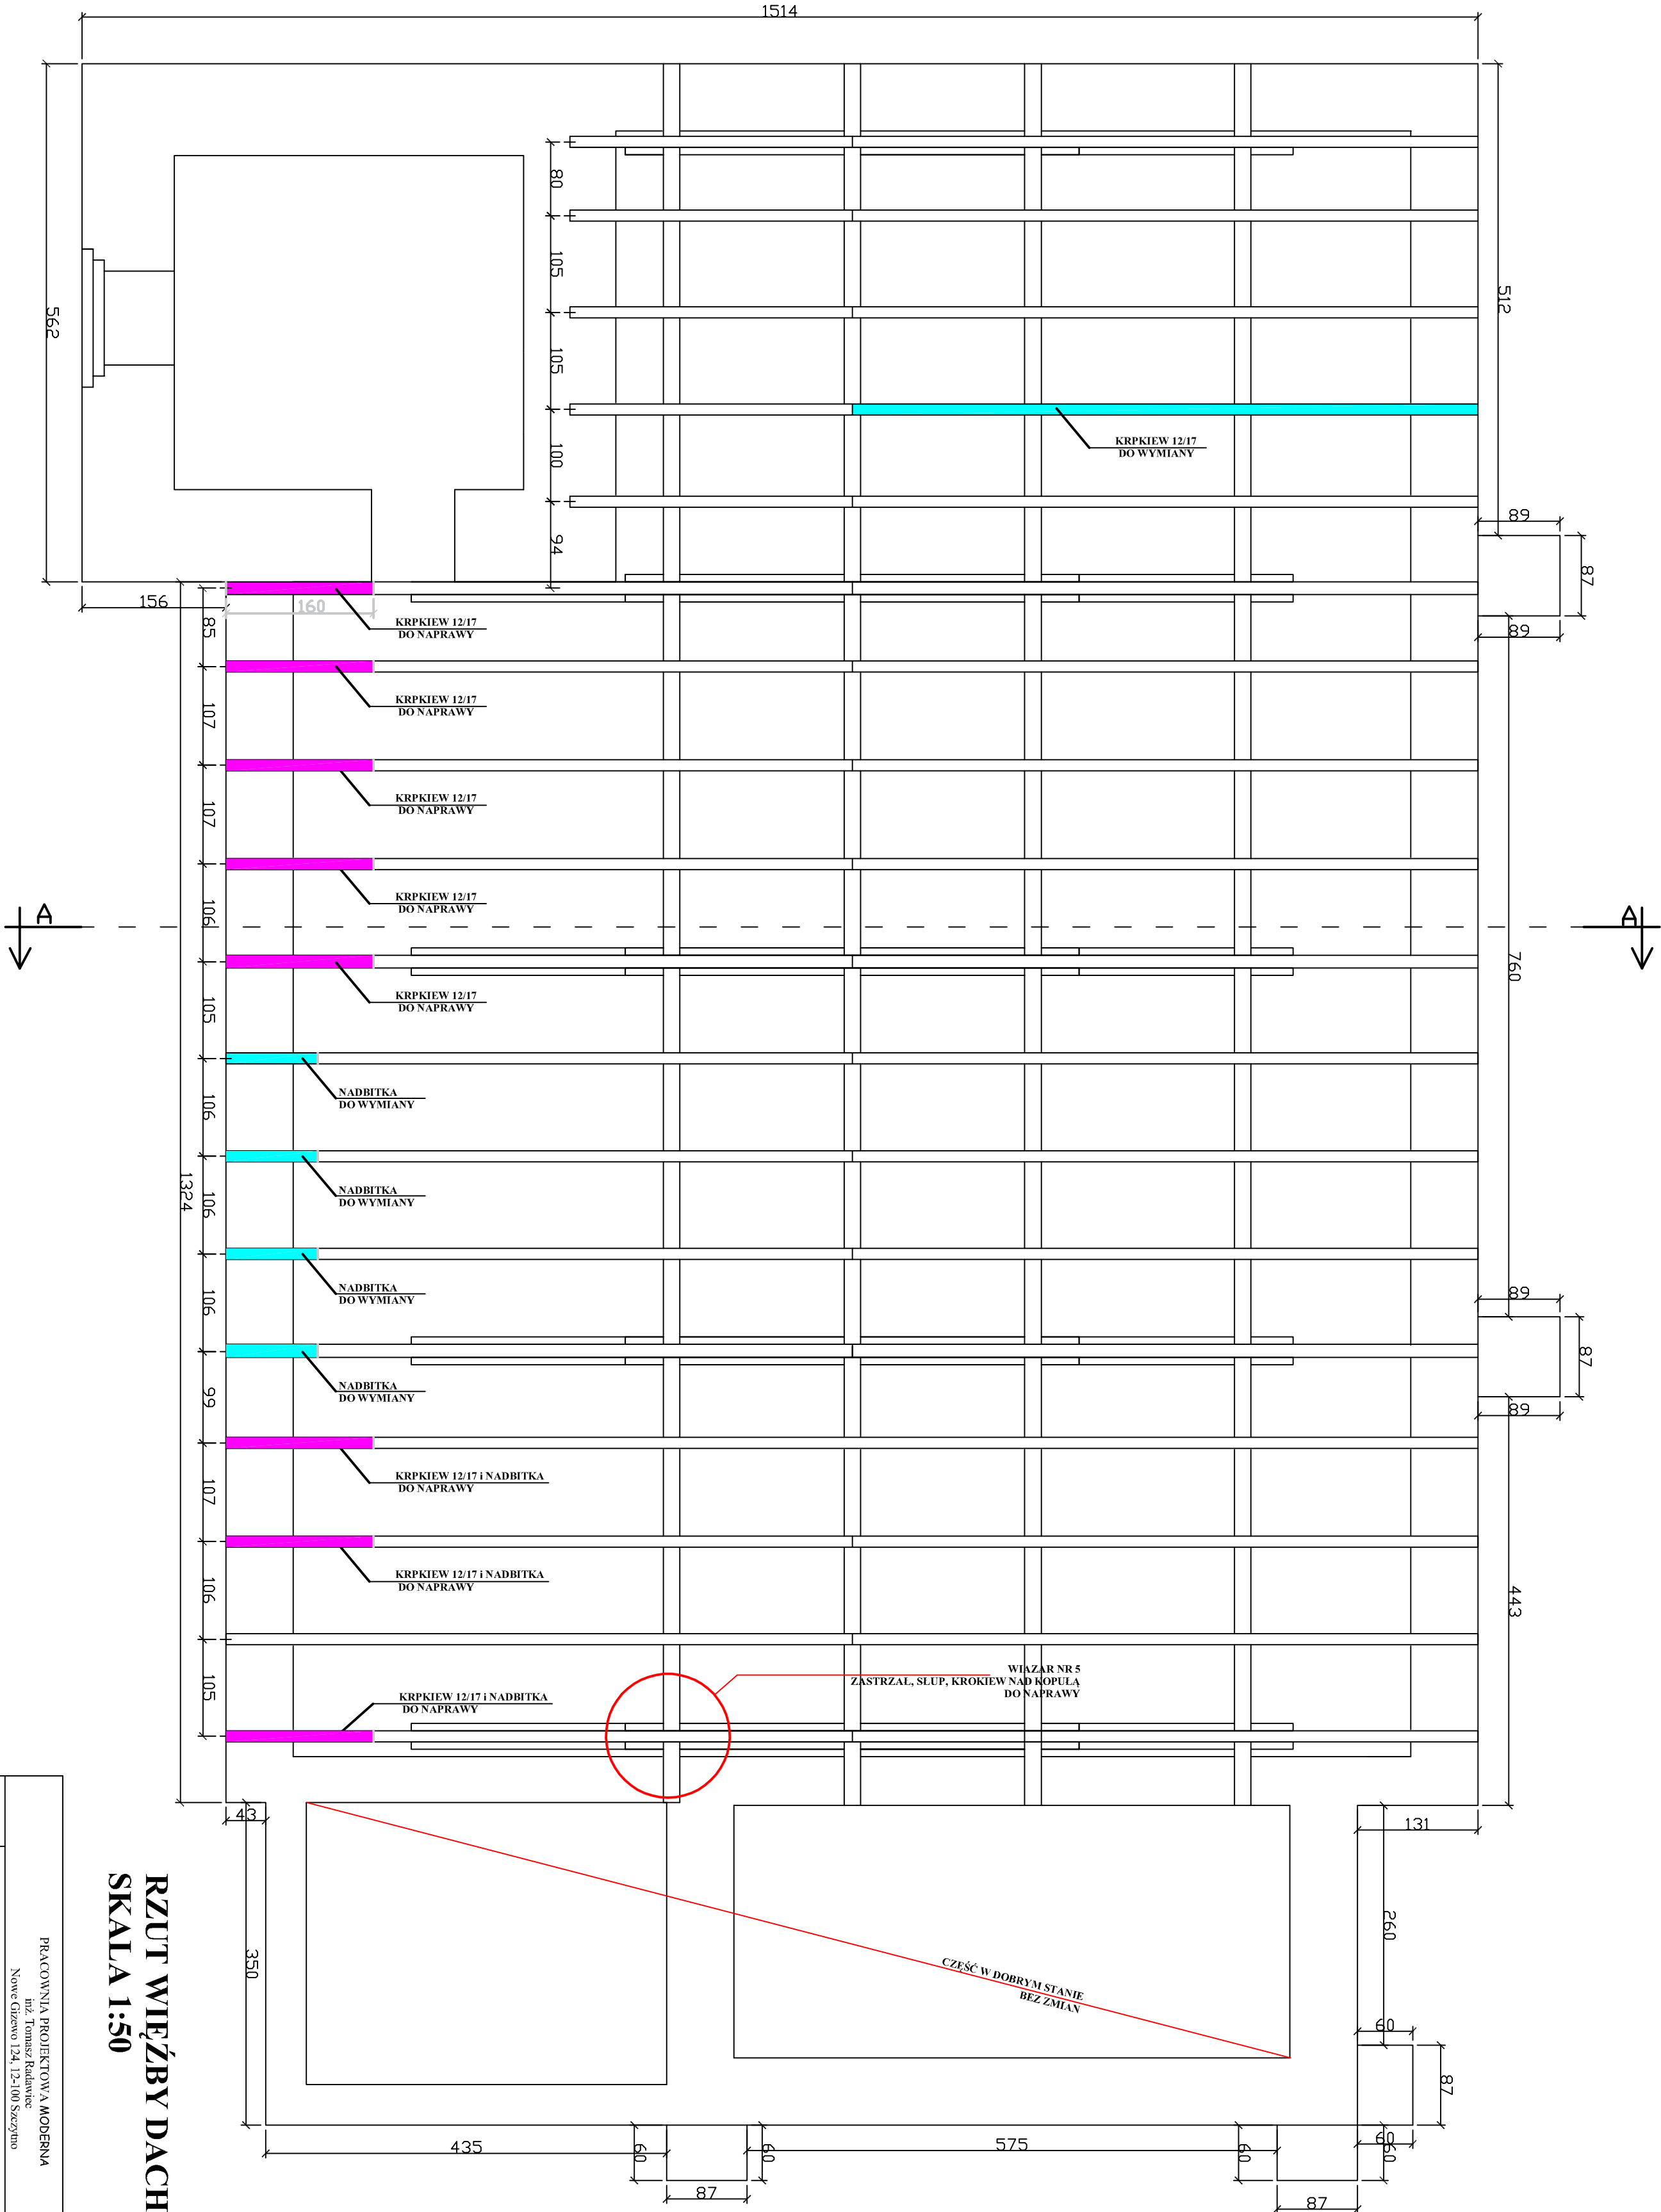 1514
562
512
80
105
105
100
94
KRPKIEW 12/17
DO WYMIANY
89
87
89
156
160
85
KRPKIEW 12/17
DO NAPRAWY
107
KRPKIEW 12/17
DO NAPRAWY
107
KRPKIEW 12/17
DO NAPRAWY
106
KRPKIEW 12/17
DO NAPRAWY
A
A
760
105
KRPKIEW 12/17
DO NAPRAWY
106
NADBITKA
DO WYMIANY
1324
106
NADBITKA
DO WYMIANY
106
NADBITKA
DO WYMIANY
89
87
89
99
NADBITKA
DO WYMIANY
107
KRPKIEW 12/17 i NADBITKA
DO NAPRAWY
106
KRPKIEW 12/17 i NADBITKA
DO NAPRAWY
443
105
KRPKIEW 12/17 i NADBITKA
DO NAPRAWY
WIAZAR NR 5
ZASTRZAŁ, SŁUP, KROKIEW NAD KOPUŁĄ
DO NAPRAWY
43
131
350
260
CZĘŚĆ W DOBRYM STANIE
BEZ ZMIAN
60
87
60
60
435
60
60
575
60
87
87
RZUT WIĘŹBY DACH
SKALA 1:50
PRACOWNIA PROJEKTOWA MODERNA
inż. Tomasz Radawiec
Nowe Gizewo 124, 12-100 Szczytno